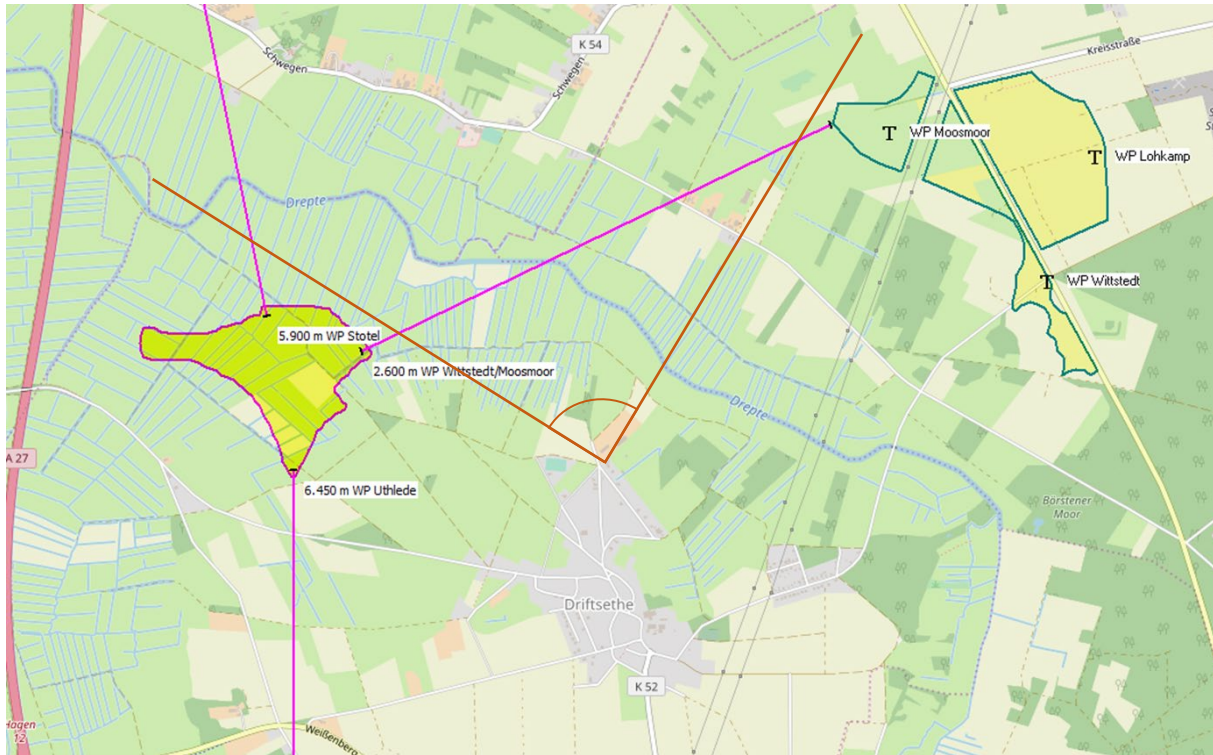 K 54
Schwegen
Schwegen
Kreisstraße
WP Moosmoor
WP Lohkamp
Drepte
WP Wittstedt
5.900 m WP Stotel
2.600 m WP Wittstedt/Moosmoor
Drepte
A 27
6.450 m WP Uthlede
Börstener
Moor
Driftsethe
K 52
Hagen
12
Weißenberg